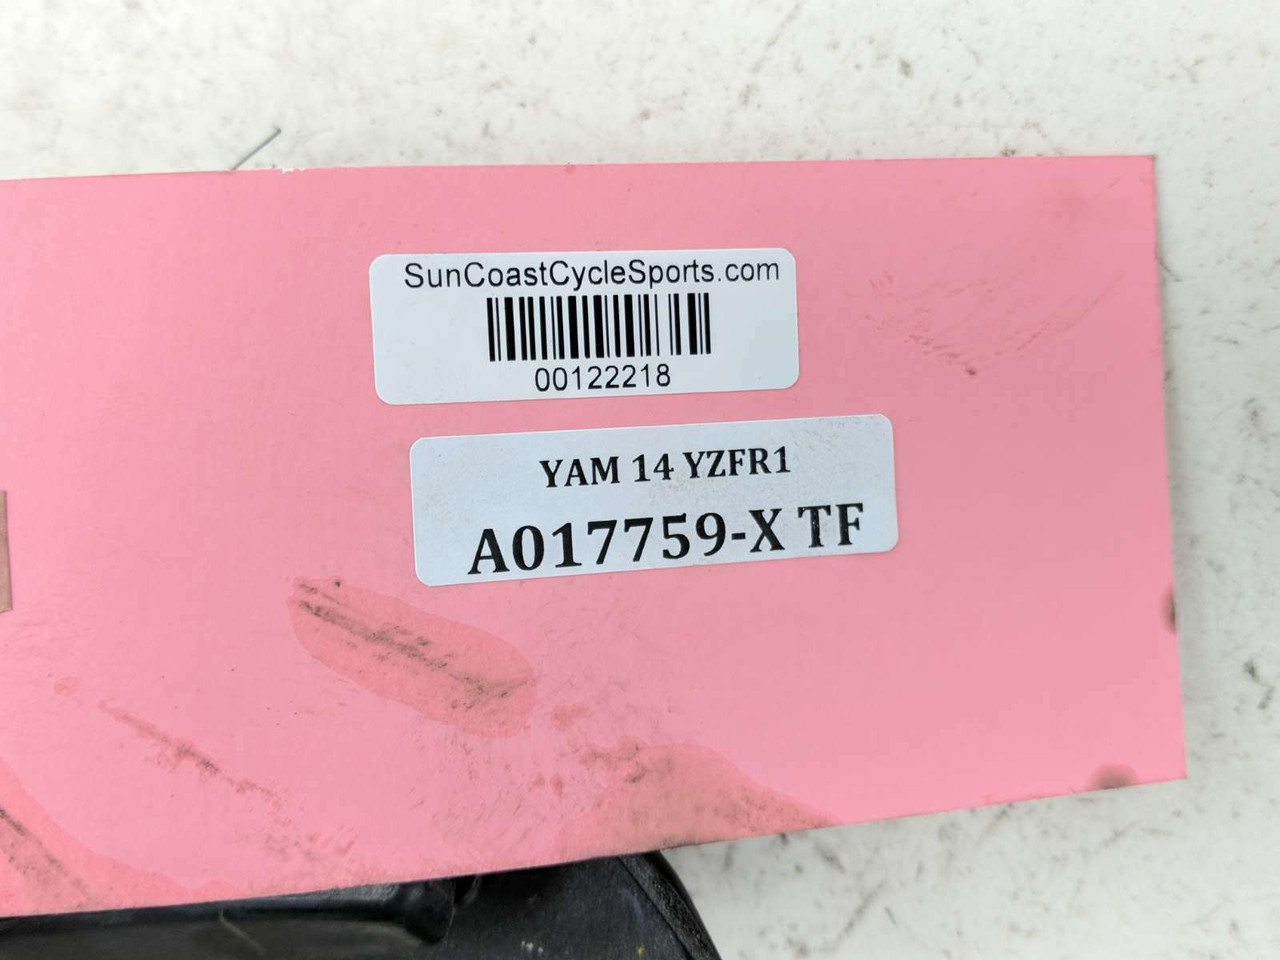 SunCoastCycleSports.com
00122218
YAM 14 YZFR1
A017759-X TF